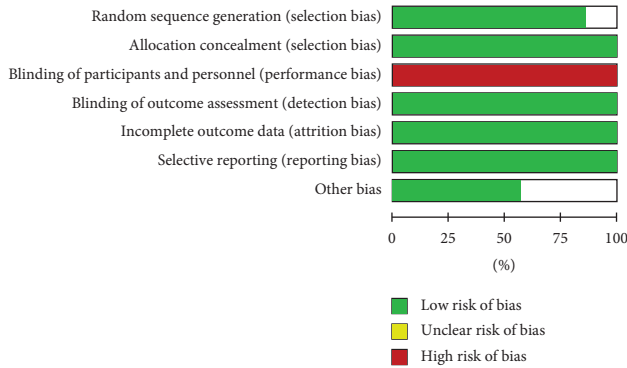 Random sequence generation (selection bias)
Allocation concealment (selection bias)
Blinding of participants and personnel (performance bias)
Blinding of outcome assessment (detection bias)
Incomplete outcome data (attrition bias)
Selective reporting (reporting bias)
Other bias
0 25 50 75 100
(%)
Low risk of bias
Unclear risk of bias
High risk of bias